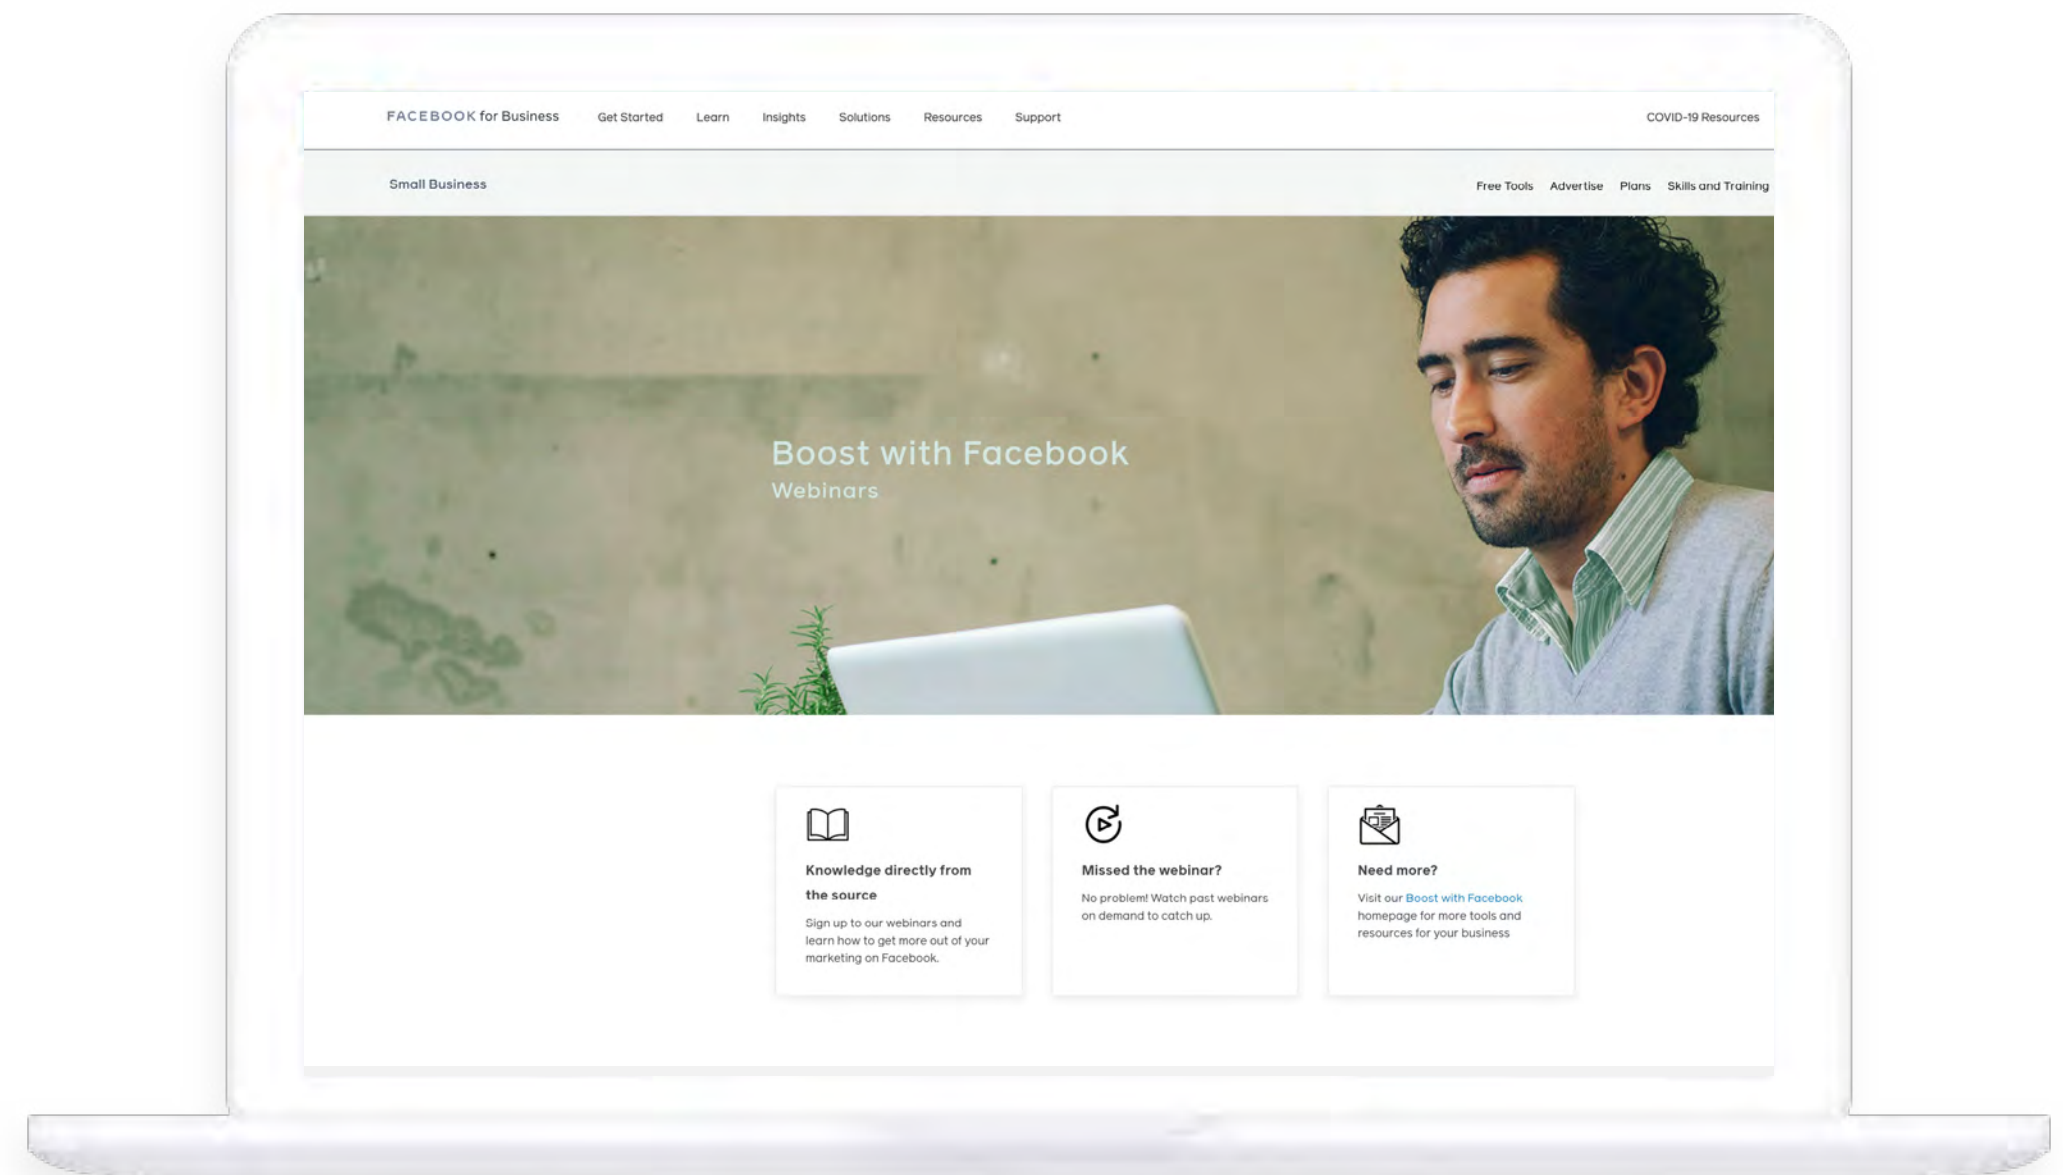 FACEBOOK for Business Get Started Learn Insights Solutions Resources Support COVID-19 Resources
Small Business Free Tools Advertise Plans Skills and Training
Boost with Facebook
Webinars
Knowledge directly from
the source
Sign up to our webinars and
learn how to get more out of your
marketing on Facebook.
Missed the webinar?
No problem! Watch past webinars
on demand to catch up.
Need more?
Visit our Boost with Facebook
homepage for more tools and
resources for your business